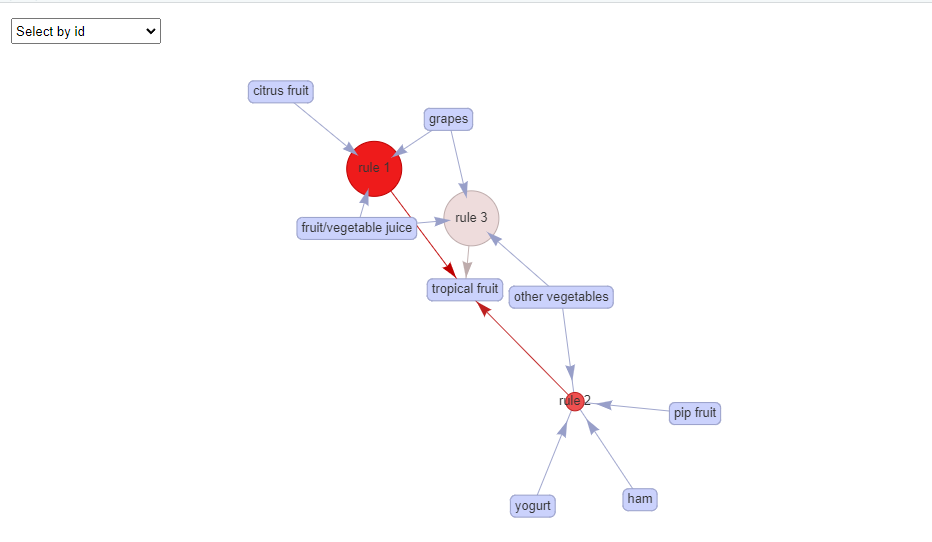 Select by id
citrus fruit
grapes
rule 1
rule 3
fruit/vegetable juice
tropical fruit
other vegetables
rule 2
pip fruit
ham
yogurt